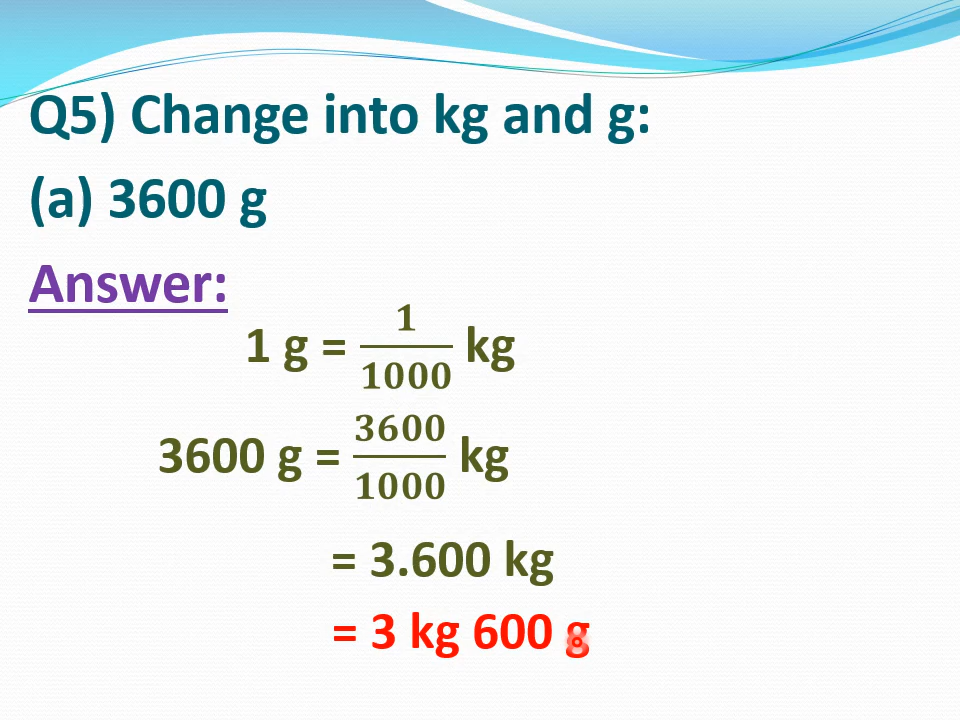 Q5) Change into kg and g:
(a) 3600 g
Answer:
1 g = 1/1000 kg
3600 g = 3600/1000 kg
= 3.600 kg
= 3 kg 600 g